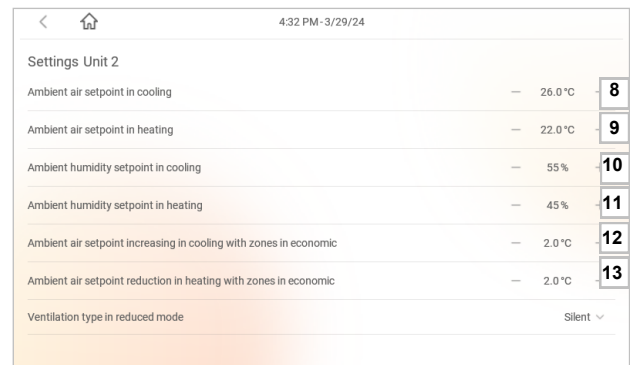 4:32 PM - 3/29/24
Settings Unit 2
Ambient air setpoint in cooling — 26.0 °C 8
Ambient air setpoint in heating — 22.0 °C 9
Ambient humidity setpoint in cooling — 55 % 10
Ambient humidity setpoint in heating — 45 % 11
Ambient air setpoint increasing in cooling with zones in economic — 2.0 °C 12
Ambient air setpoint reduction in heating with zones in economic — 2.0 °C 13
Ventilation type in reduced mode Silent